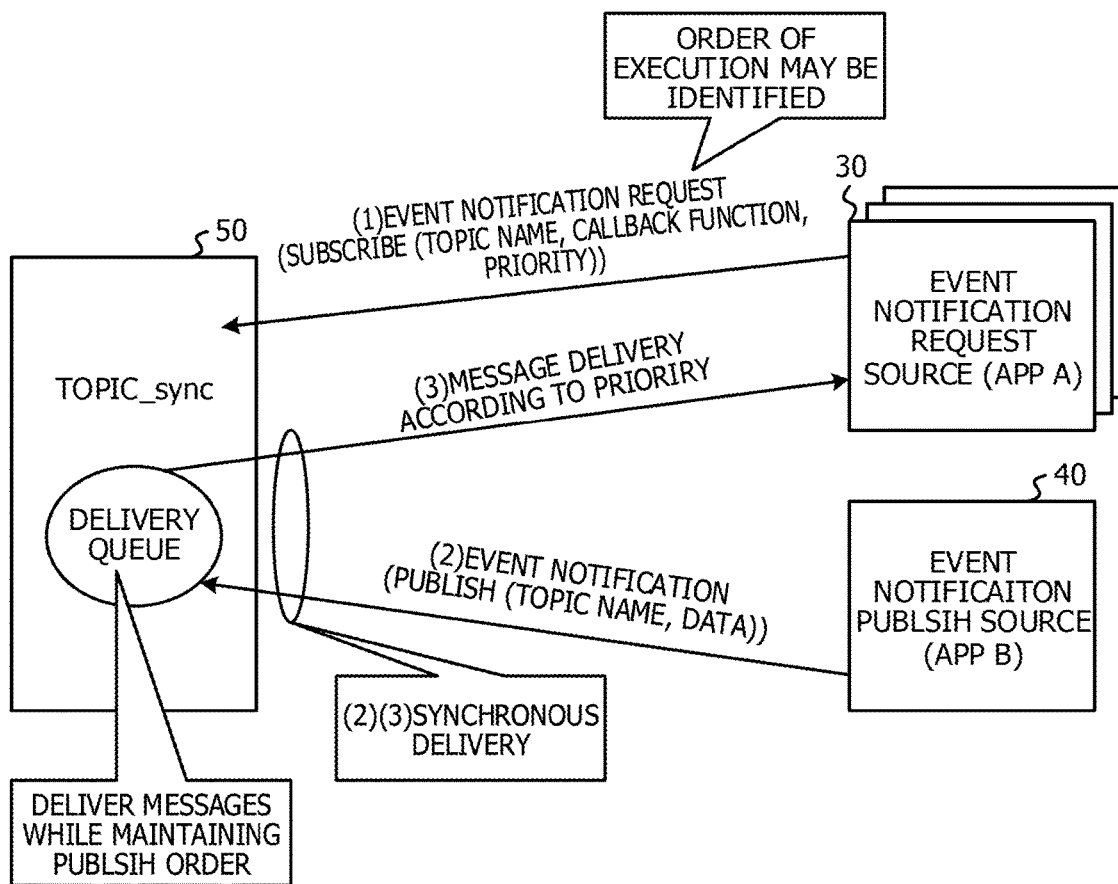 ORDER OF
EXECUTION MAY BE
IDENTIFIED
30
(1)EVENT NOTIFICATION REQUEST
(SUBSCRIBE (TOPIC NAME, CALLBACK FUNCTION,
PRIORITY))
50
EVENT
NOTIFICATION
REQUEST
SOURCE (APP A)
TOPIC_sync
(3)MESSAGE DELIVERY
ACCORDING TO PRIORIRY
40
DELIVERY
QUEUE
(2)EVENT NOTIFICATION
(PUBLISH (TOPIC NAME, DATA))
EVENT
NOTIFICAITON
PUBLSIH SOURCE
(APP B)
(2)(3)SYNCHRONOUS
DELIVERY
DELIVER MESSAGES
WHILE MAINTAINING
PUBLSIH ORDER